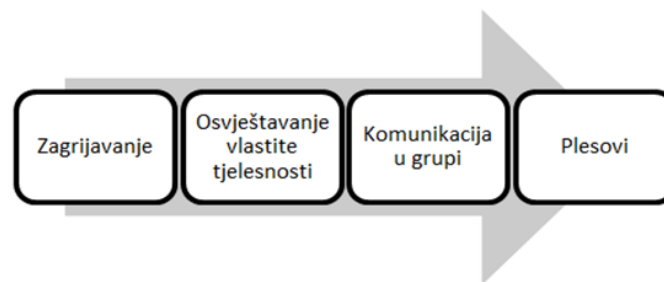 Zagrijavanje
Osvještavanje
vlastite
tjelesnosti
Komunikacija
u grupi
Plesovi